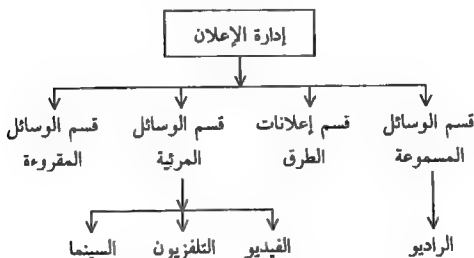 إدارة الإعلان
قسم الوسائل المسموعة
قسم إعلانات الطرق
قسم الوسائل المرئية
قسم الوسائل المقروءة
الراديو
الفيديو
التلفزيون
السينما